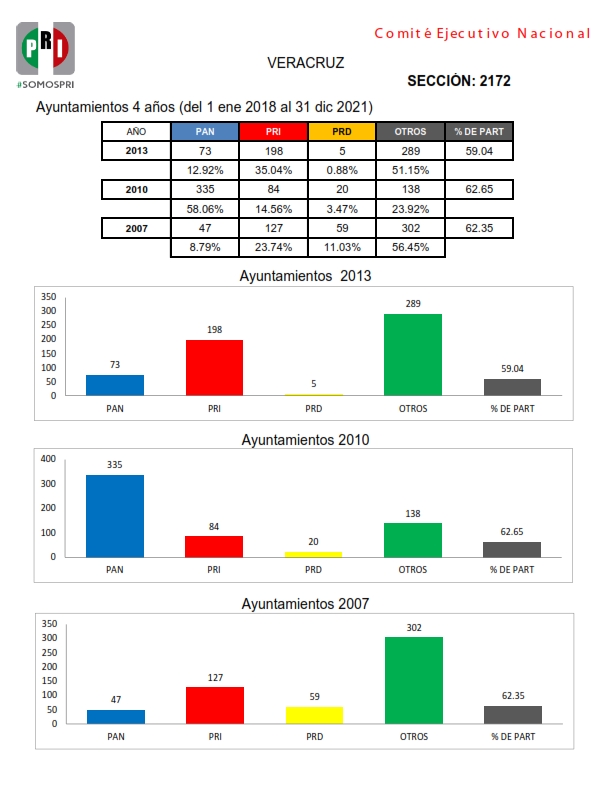 Comité Ejecutivo Nacional
PRI
#SOMOSPRI
VERACRUZ
SECCIÓN: 2172
Ayuntamientos 4 años (del 1 ene 2018 al 31 dic 2021)
AÑO PAN PRI PRD OTROS % DE PART
2013 73 198 5 289 59.04
12.92% 35.04% 0.88% 51.15%
2010 335 84 20 138 62.65
58.06% 14.56% 3.47% 23.92%
2007 47 127 59 302 62.35
8.79% 23.74% 11.03% 56.45%
Ayuntamientos 2013
350
300
250
200
150
100
50
0
73 198 5 289 59.04
PAN PRI PRD OTROS % DE PART
Ayuntamientos 2010
400
300
200
100
0
335 84 20 138 62.65
PAN PRI PRD OTROS % DE PART
Ayuntamientos 2007
350
300
250
200
150
100
50
0
47 127 59 302 62.35
PAN PRI PRD OTROS % DE PART